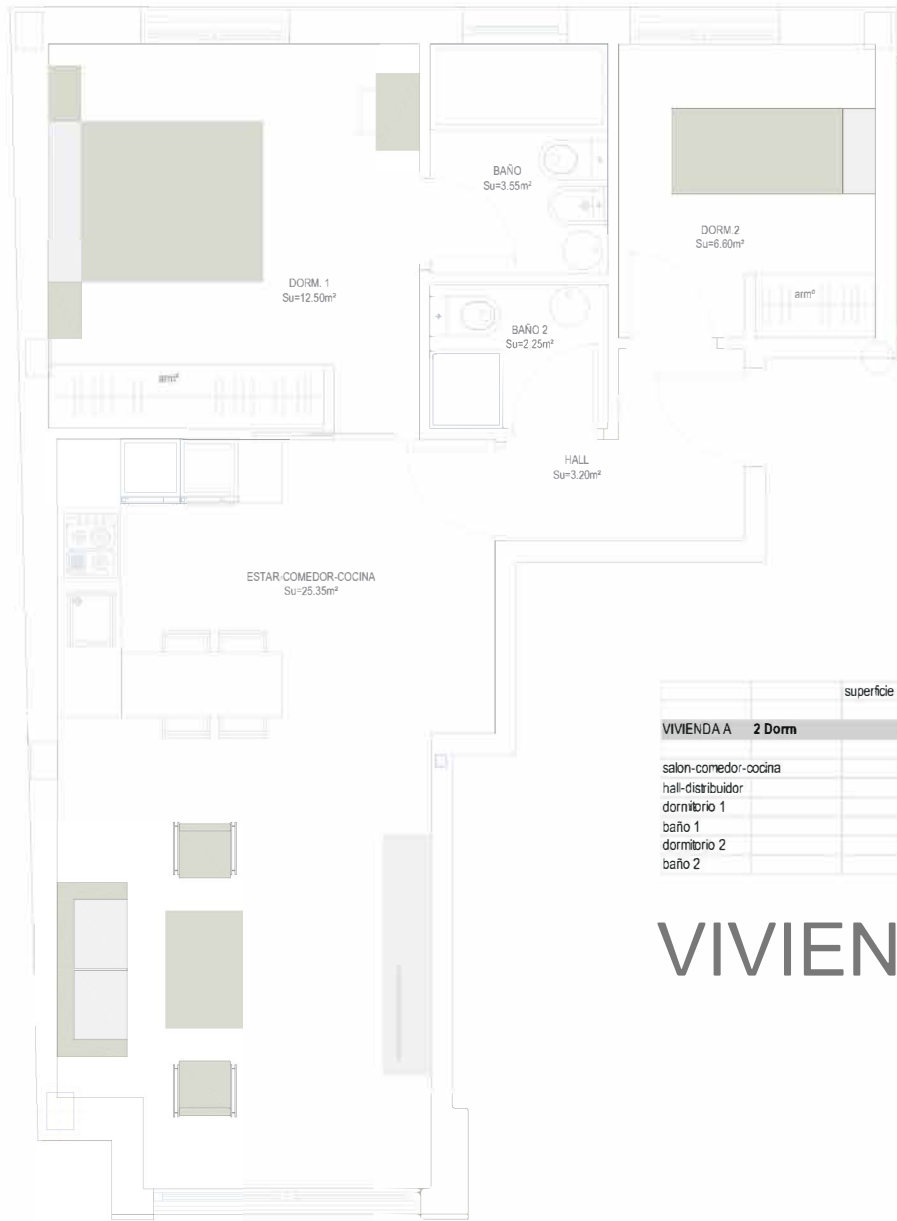 BAÑO
Su=3.55m²
DORM.2
Su=6.60m²
DORM. 1
Su=12.50m²
armº
BAÑO 2
Su=2.25m²
armº
HALL
Su=3.20m²
ESTAR-COMEDOR-COCINA
Su=25.35m²
superficie
VIVIENDA A 2 Dorm
salon-comedor-cocina
hall-distribuidor
dormitorio 1
baño 1
dormitorio 2
baño 2
VIVIEN